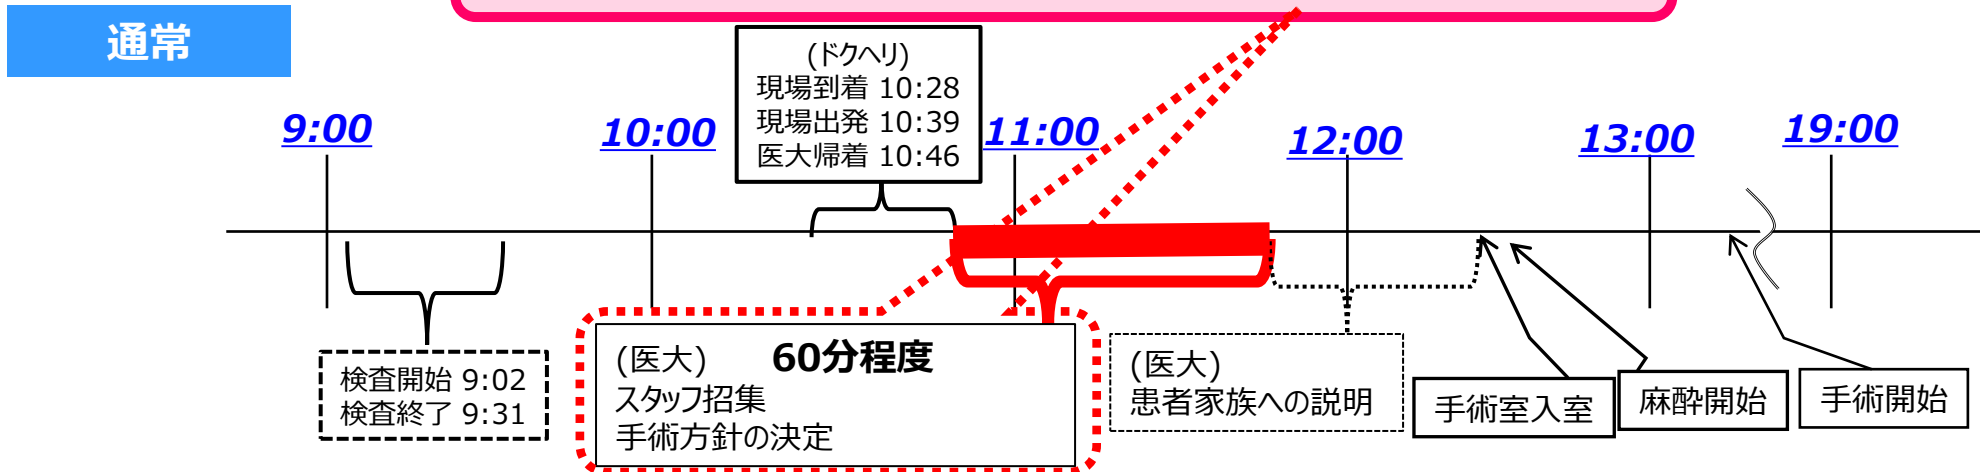 通常
(ドクヘリ)
現場到着 10:28
現場出発 10:39
医大帰着 10:46
9:00
10:00
11:00
12:00
13:00
19:00
検査開始 9:02
検査終了 9:31
(医大) 60分程度
スタッフ招集
手術方針の決定
(医大)
患者家族への説明
手術室入室
麻酔開始
手術開始